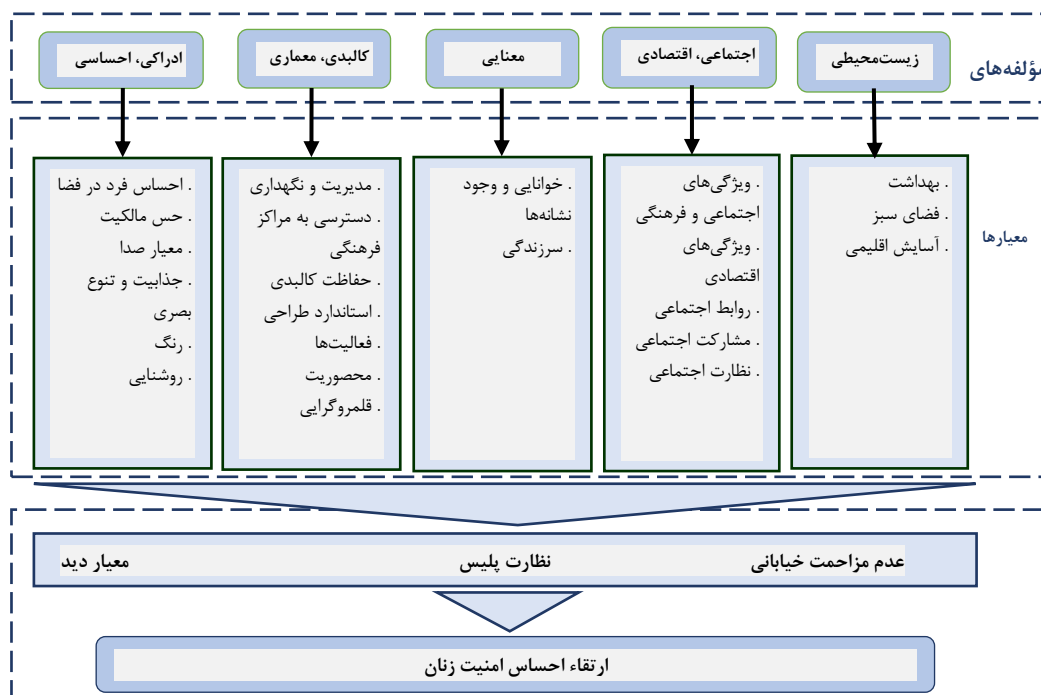 مؤلفه‌های
زیست‌محیطی
اجتماعی، اقتصادی
معنایی
کالبدی، معماری
ادراکی، احساسی
معیارها
. بهداشت
. فضای سبز
. آسایش اقلیمی
. ویژگی‌های
اجتماعی و فرهنگی
. ویژگی‌های
اقتصادی
. روابط اجتماعی
. مشارکت اجتماعی
. نظارت اجتماعی
. خوانایی و وجود
نشانه‌ها
. سرزندگی
. مدیریت و نگهداری
. دسترسی به مراکز
فرهنگی
. حفاظت کالبدی
. استاندارد طراحی
. فعالیت‌ها
. محصوریت
. قلمروگرایی
. احساس فرد در فضا
. حس مالکیت
. معیار صدا
. جذابیت و تنوع
بصری
. رنگ
. روشنایی
عدم مزاحمت خیابانی نظارت پلیس معیار دید
ارتقاء احساس امنیت زنان